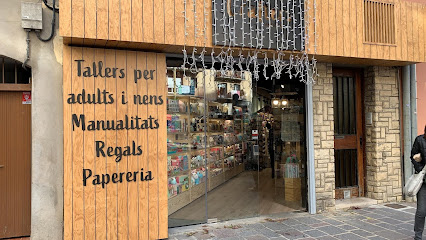 Tallers per
adults i nens
Manualitats
Regals
Papereria